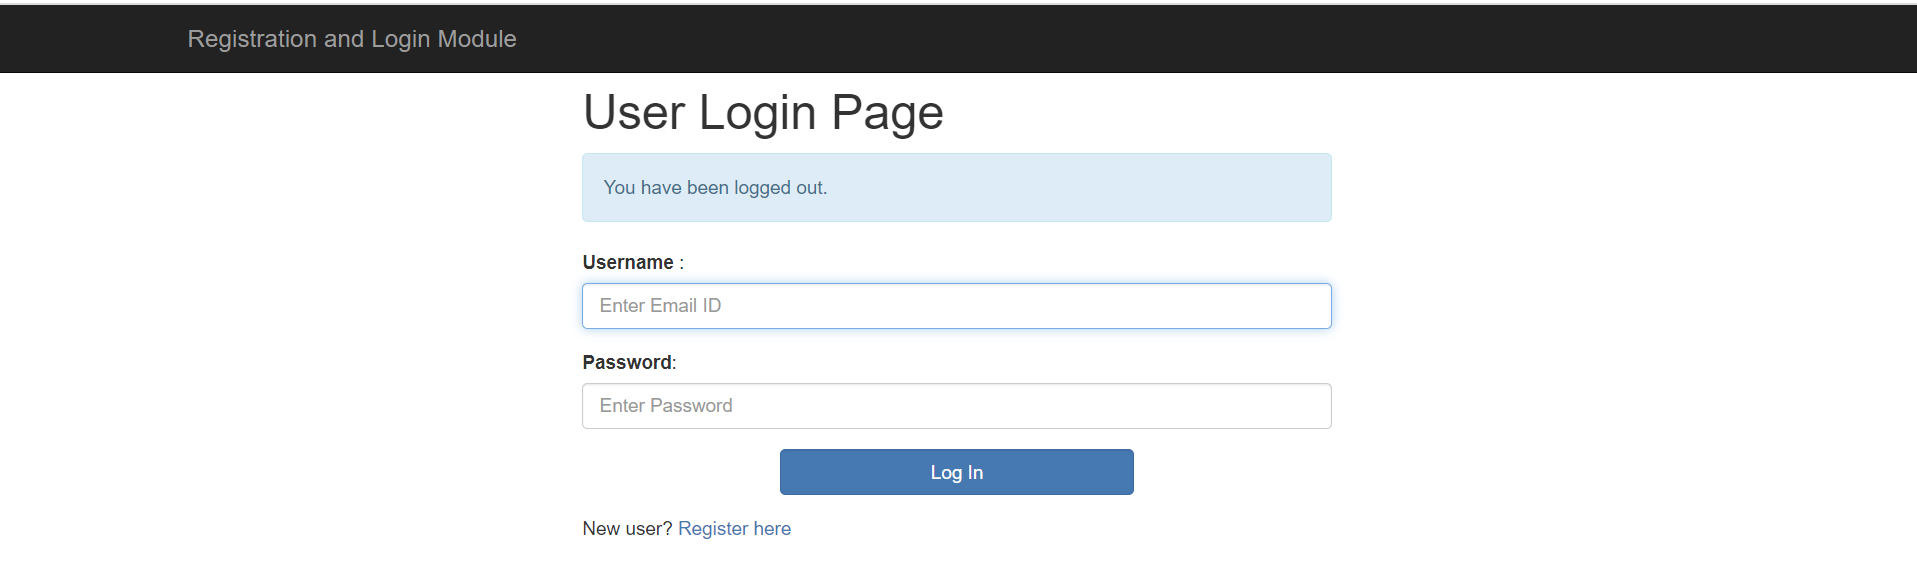 Registration and Login Module
User Login Page
You have been logged out.
Username :
Enter Email ID
Password:
Enter Password
Log In
New user? Register here